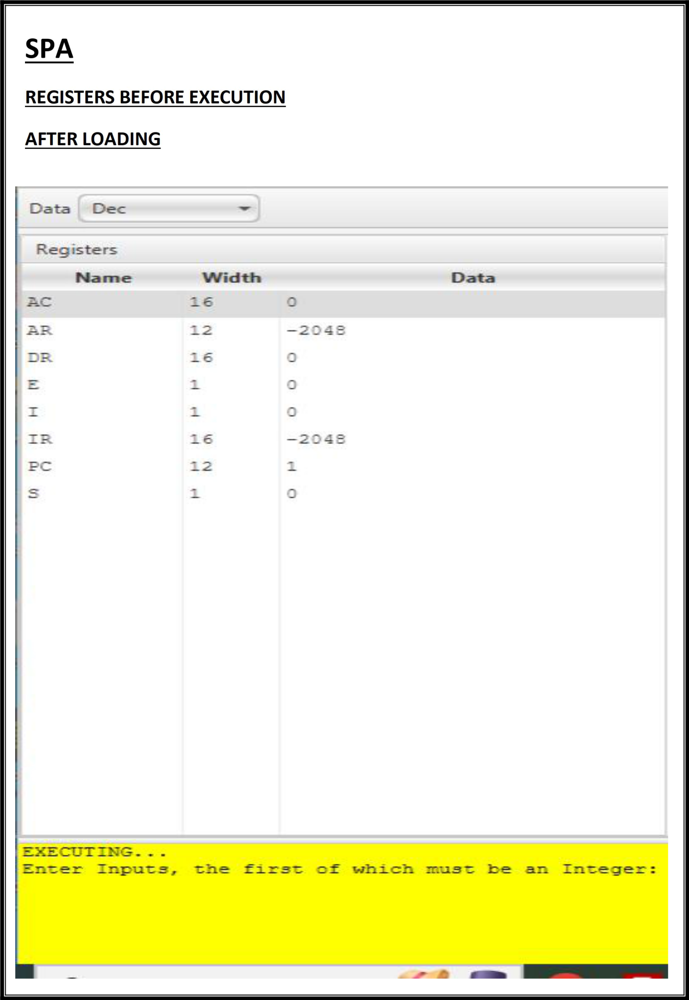 SPA
REGISTERS BEFORE EXECUTION
AFTER LOADING
Data Dec
Registers
Name Width Data
AC 16 0
AR 12 -2048
DR 16 0
E 1 0
I 1 0
IR 16 -2048
PC 12 1
S 1 0
EXECUTING...
Enter Inputs, the first of which must be an Integer: